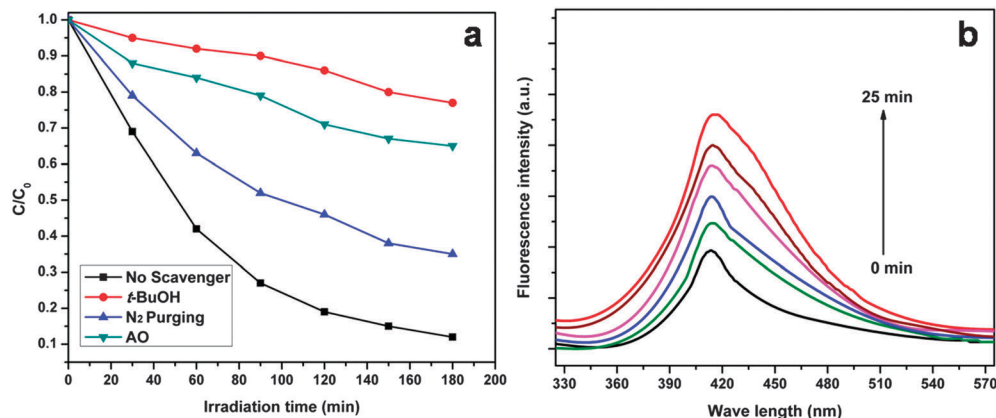 a
C/C0
1.0
0.9
0.8
0.7
0.6
0.5
0.4
0.3
0.2
0.1
No Scavenger
t-BuOH
N2 Purging
AO
0 20 40 60 80 100 120 140 160 180 200
Irradiation time (min)
b
Fluorescence intensity (a.u.)
25 min
0 min
330 360 390 420 450 480 510 540 570
Wave length (nm)